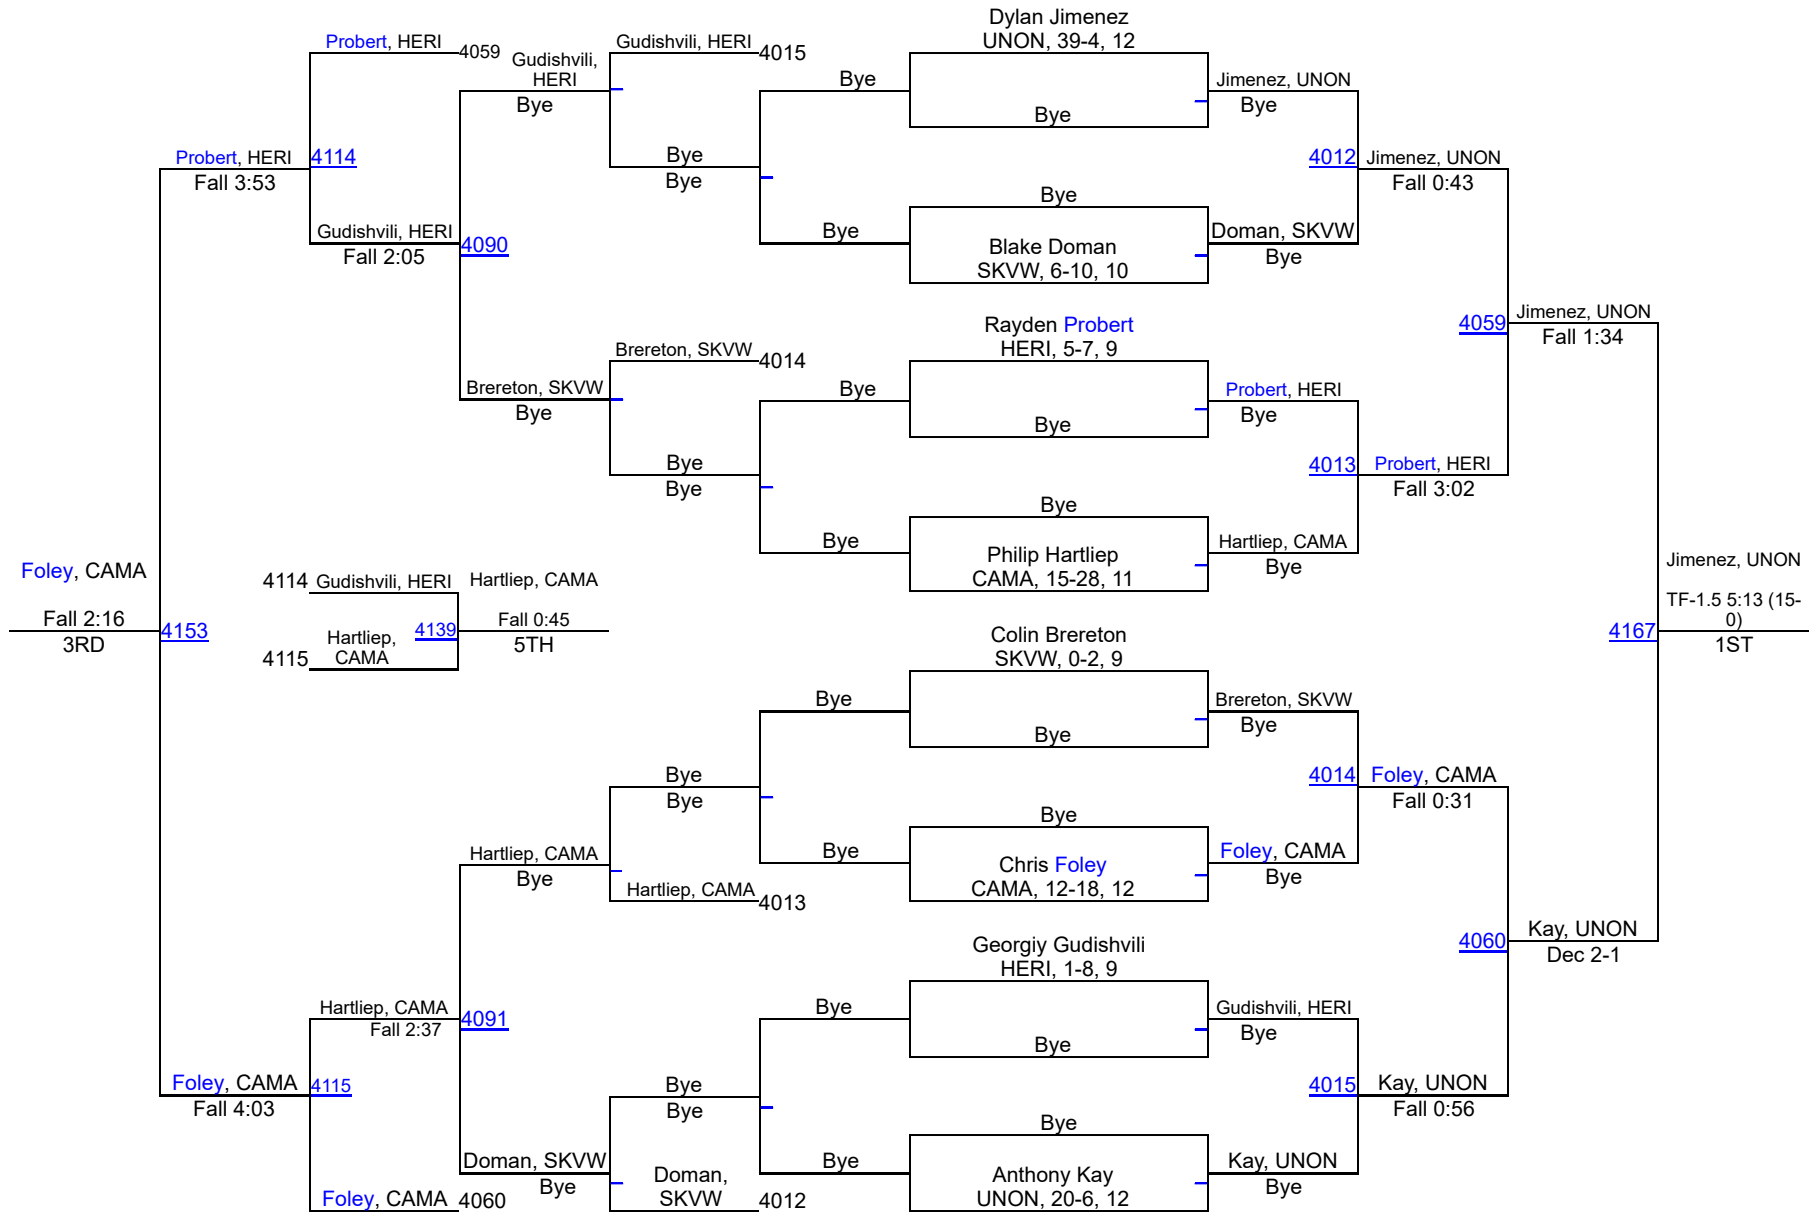 Dylan Jimenez
UNON, 39-4, 12
Probert, HERI
4059
Gudishvili,
HERI
Bye
Gudishvili, HERI
4015
Bye
Bye
Jimenez, UNON
Bye
Probert, HERI
4114
Fall 3:53
Bye
Bye
4012
Jimenez, UNON
Fall 0:43
Gudishvili, HERI
4090
Fall 2:05
Bye
Bye
Blake Doman
SKVW, 6-10, 10
Doman, SKVW
Bye
4059
Jimenez, UNON
Fall 1:34
Rayden Probert
HERI, 5-7, 9
Brereton, SKVW
4014
Brereton, SKVW
Bye
Bye
Bye
Probert, HERI
Bye
Bye
Bye
4013
Probert, HERI
Fall 3:02
Bye
Bye
Philip Hartliep
CAMA, 15-28, 11
Hartliep, CAMA
Bye
Foley, CAMA
Fall 2:16
3RD
4153
4114
Gudishvili, HERI
Hartliep, CAMA
4115
Hartliep,
CAMA
4139
Fall 0:45
5TH
Jimenez, UNON
TF-1.5 5:13 (15-
0)
4167
1ST
Colin Brereton
SKVW, 0-2, 9
Bye
Bye
Brereton, SKVW
Bye
Bye
Bye
4014
Foley, CAMA
Fall 0:31
Hartliep, CAMA
Bye
Hartliep, CAMA
4013
Bye
Bye
Chris Foley
CAMA, 12-18, 12
Foley, CAMA
Bye
4060
Kay, UNON
Dec 2-1
Georgiy Gudishvili
HERI, 1-8, 9
Hartliep, CAMA
Fall 2:37
4091
Bye
Bye
Gudishvili, HERI
Bye
Foley, CAMA
4115
Fall 4:03
Bye
Bye
4015
Kay, UNON
Fall 0:56
Doman, SKVW
Bye
Doman,
SKVW
4012
Bye
Bye
Anthony Kay
UNON, 20-6, 12
Kay, UNON
Bye
Foley, CAMA
4060